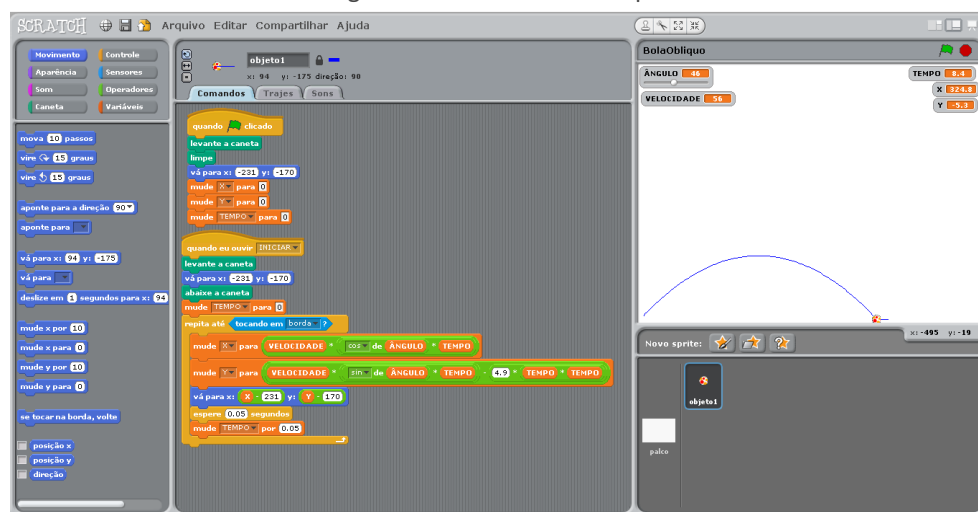 SCRATCH Arquivo Editar Compartilhar Ajuda
Movimento Controle
Aparência Sensores
Som Operadores
Caneta Variáveis
mova 10 passos
vire 15 graus
vire 15 graus
aponte para a direção 90
aponte para
vá para x: 94 y: -175
vá para
deslize em 1 segundos para x: 94
mude x por 10
mude x para 0
mude y por 10
mude y para 0
se tocar na borda, volte
posição x
posição y
direção
objeto1
x: 94 y: -175 direção: 90
Comandos Trajes Sons
quando clicado
levante a caneta
limpe
vá para x: -231 y: -170
mude X para 0
mude Y para 0
mude TEMPO para 0
quando eu ouvir INICIAR
levante a caneta
vá para x: -231 y: -170
abaixe a caneta
mude TEMPO para 0
repita até tocando em borda ?
mude X para VELOCIDADE * cos de ÂNGULO * TEMPO
mude Y para VELOCIDADE * sin de ÂNGULO * TEMPO - 4.9 * TEMPO * TEMPO
vá para x: X - 231 y: Y - 170
espere 0.05 segundos
mude TEMPO por 0.05
BolaObliquo
ÂNGULO 46
VELOCIDADE 56
TEMPO 8.4
X 324.8
Y -5.3
x: -495 y: -19
Novo sprite:
objeto1
palco